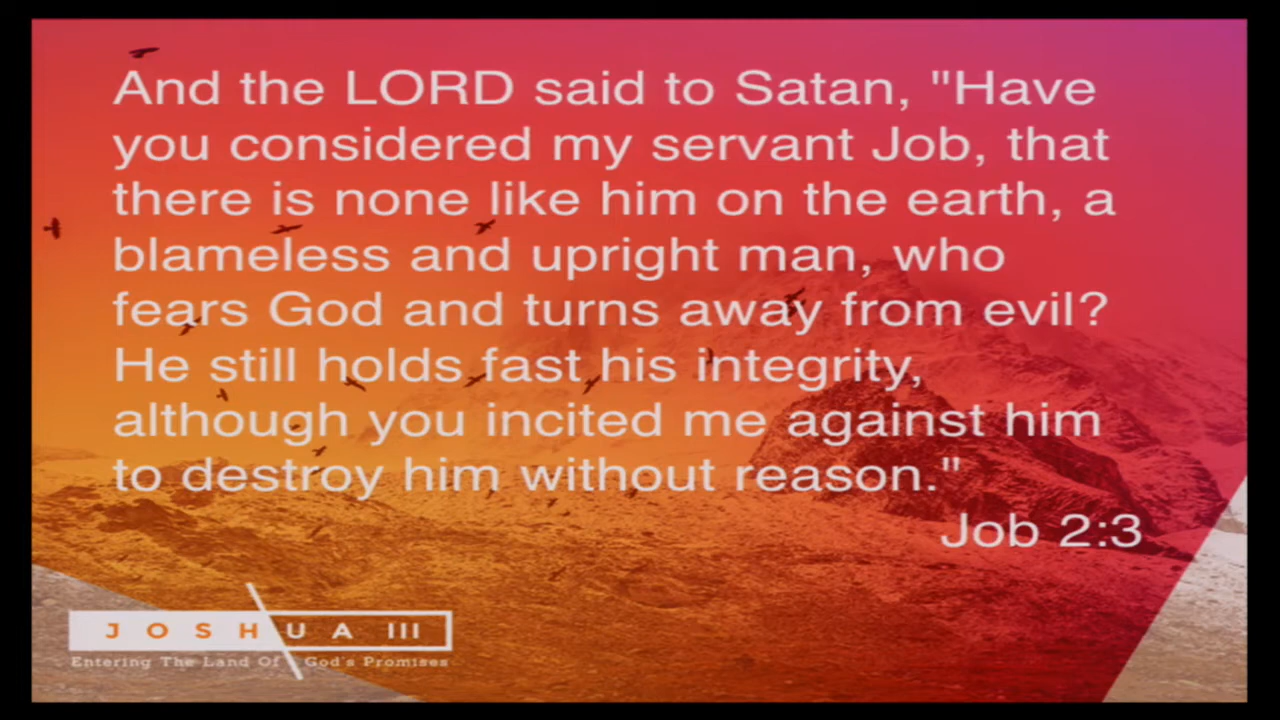 And the LORD said to Satan, "Have
you considered my servant Job, that
there is none like him on the earth, a
blameless and upright man, who
fears God and turns away from evil?
He still holds fast his integrity,
although you incited me against him
to destroy him without reason."
Job 2:3
JOSHUA III
Entering The Land Of God's Promises